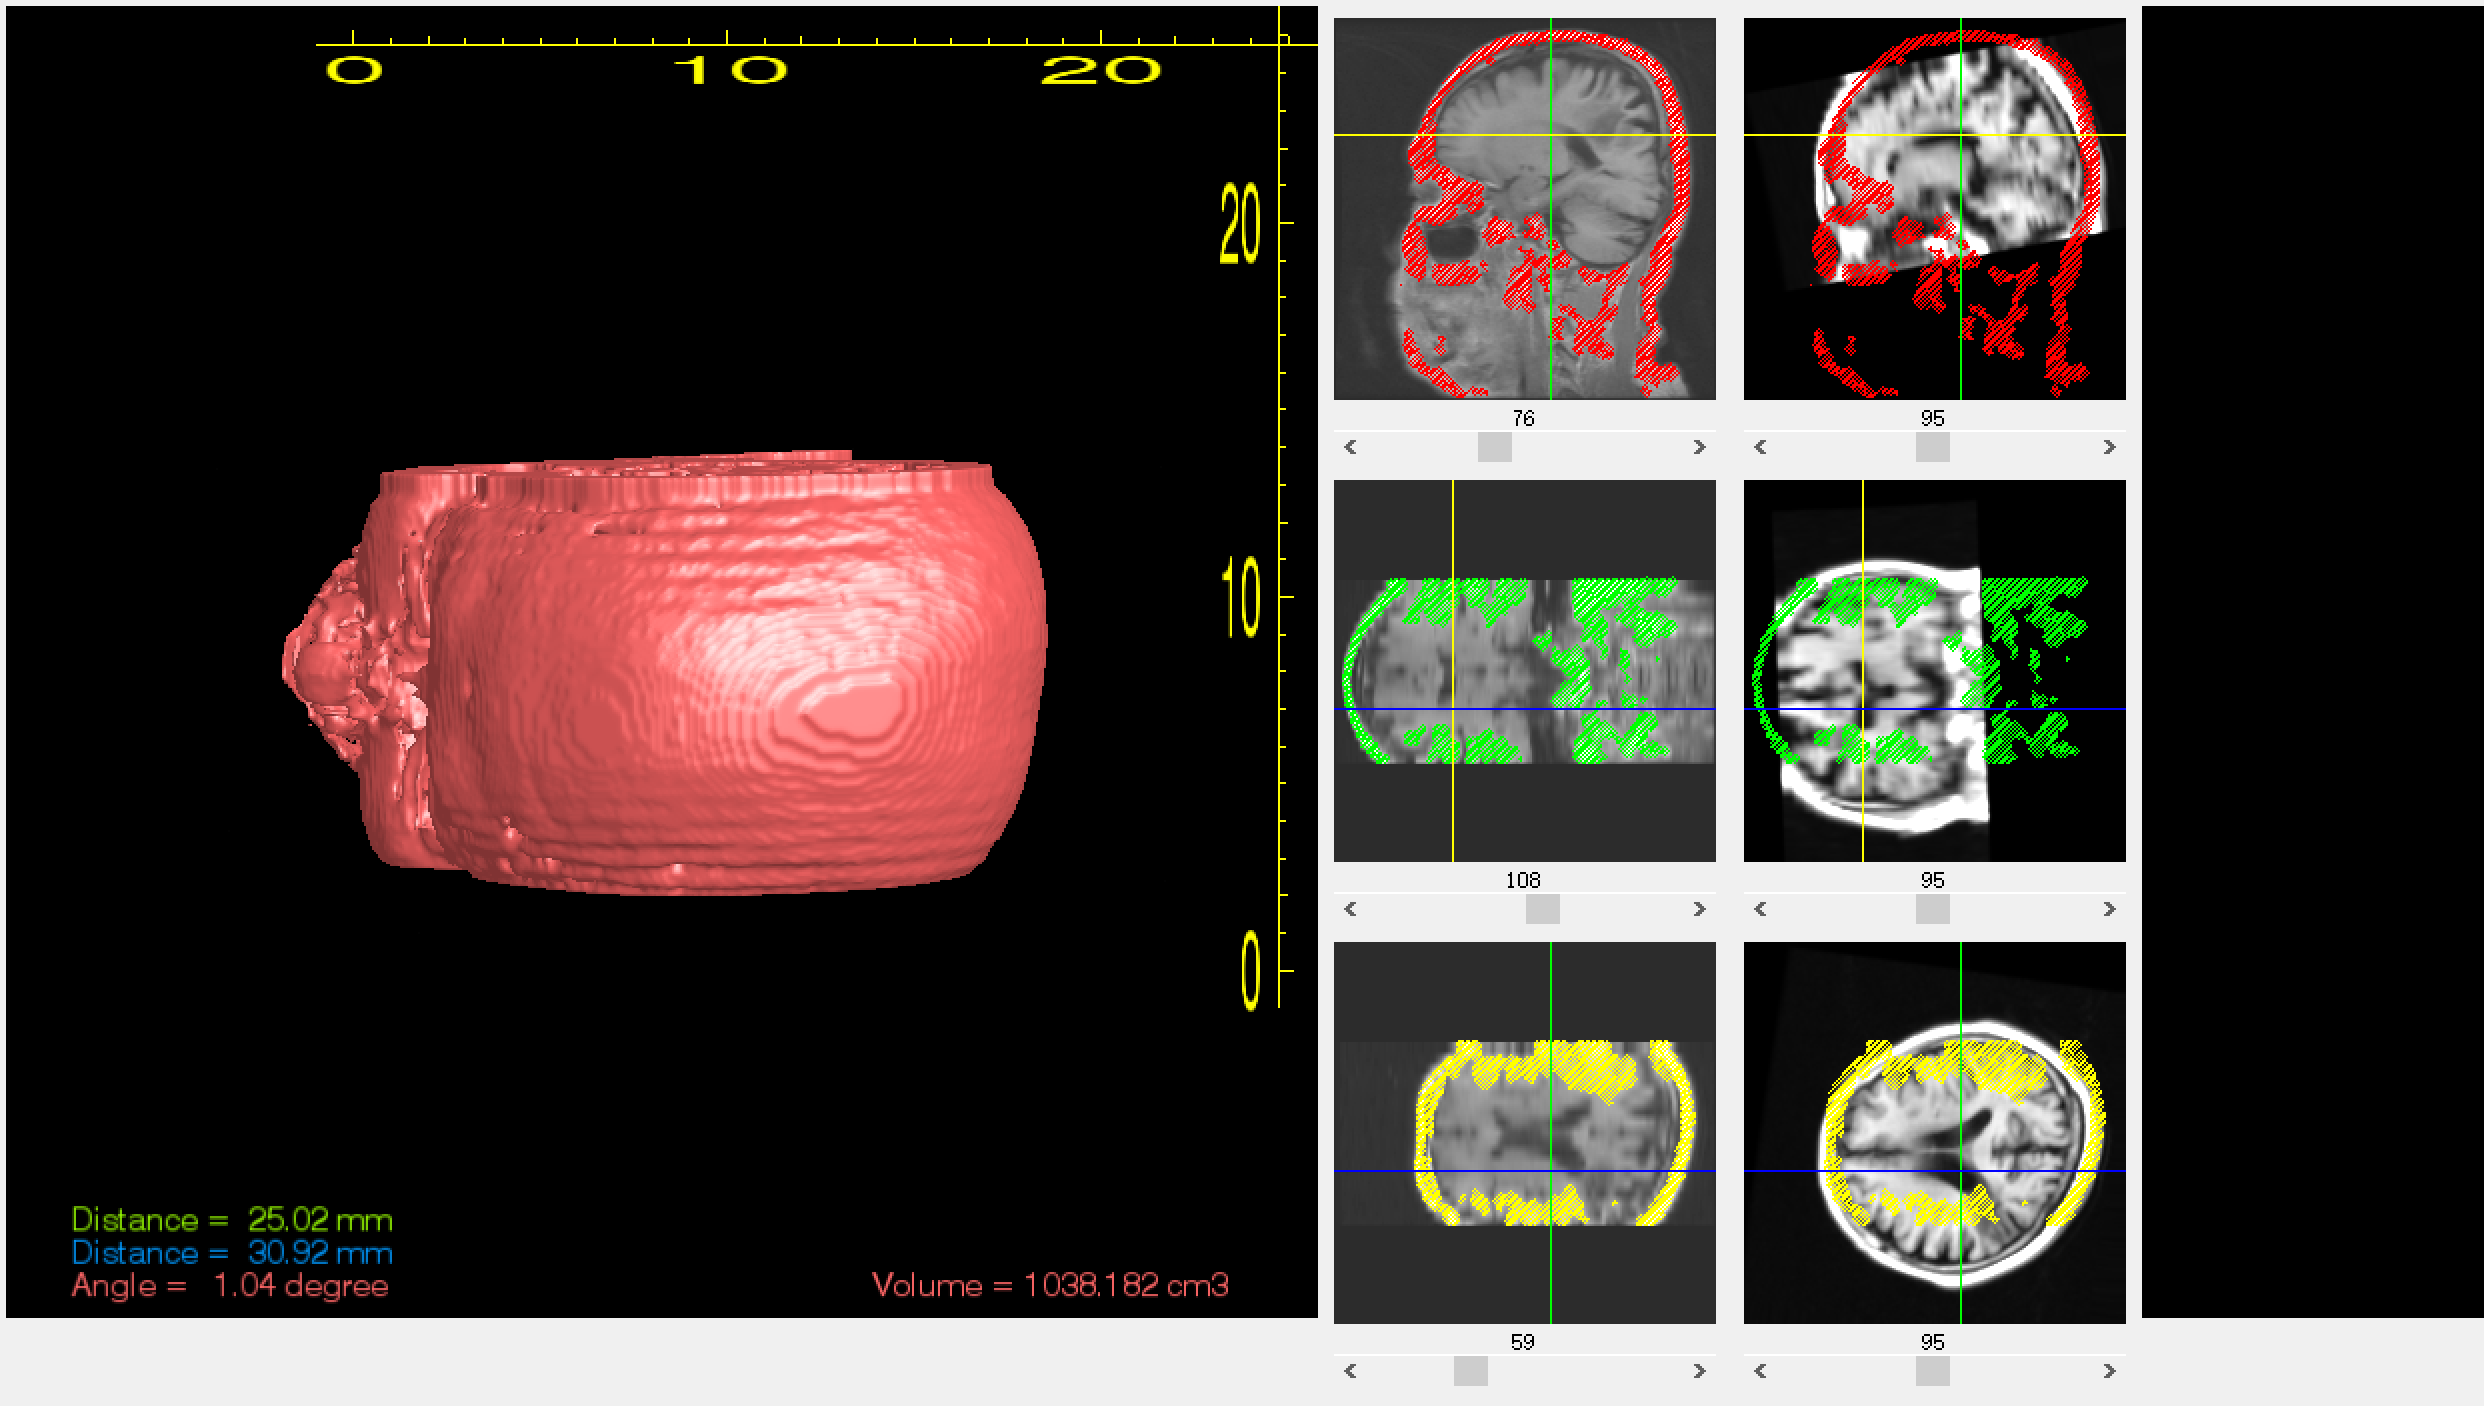 0 10 20
20
10
0
Distance = 25.02 mm
Distance = 30.92 mm
Angle = 1.04 degree
Volume = 1038.182 cm3
76
95
108
95
59
95